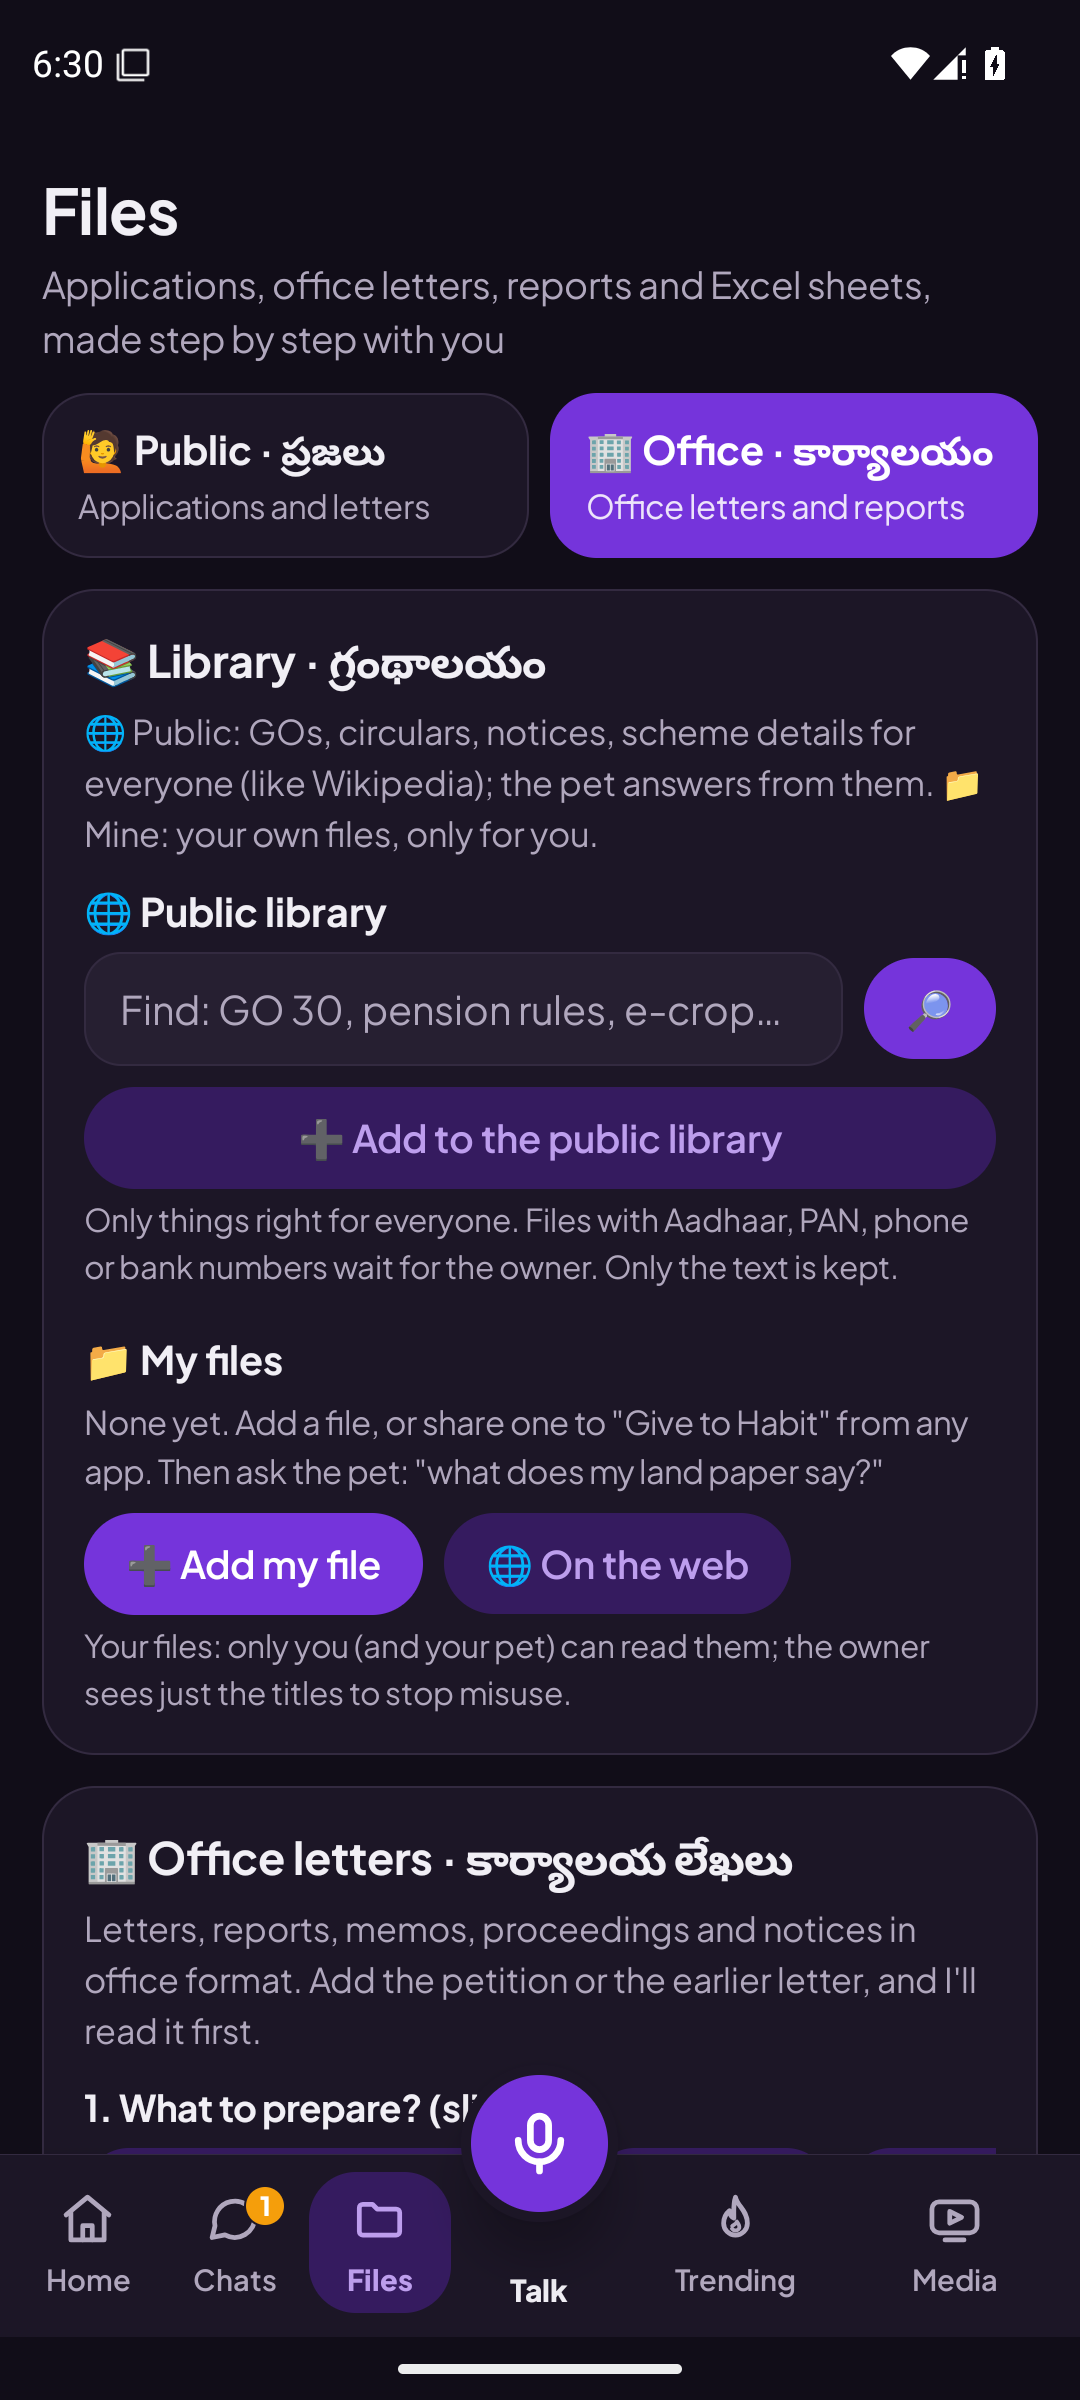 6:30
Files
Applications, office letters, reports and Excel sheets,
made step by step with you
Public · ప్రజలు
Applications and letters
Office · కార్యాలయం
Office letters and reports
Library · గ్రంథాలయం
Public: GOs, circulars, notices, scheme details for
everyone (like Wikipedia); the pet answers from them.
Mine: your own files, only for you.
Public library
Find: GO 30, pension rules, e-crop…
Add to the public library
Only things right for everyone. Files with Aadhaar, PAN, phone
or bank numbers wait for the owner. Only the text is kept.
My files
None yet. Add a file, or share one to "Give to Habit" from any
app. Then ask the pet: "what does my land paper say?"
Add my file
On the web
Your files: only you (and your pet) can read them; the owner
sees just the titles to stop misuse.
Office letters · కార్యాలయ లేఖలు
Letters, reports, memos, proceedings and notices in
office format. Add the petition or the earlier letter, and I'll
read it first.
1. What to prepare?
1
Home
Chats
Files
Talk
Trending
Media